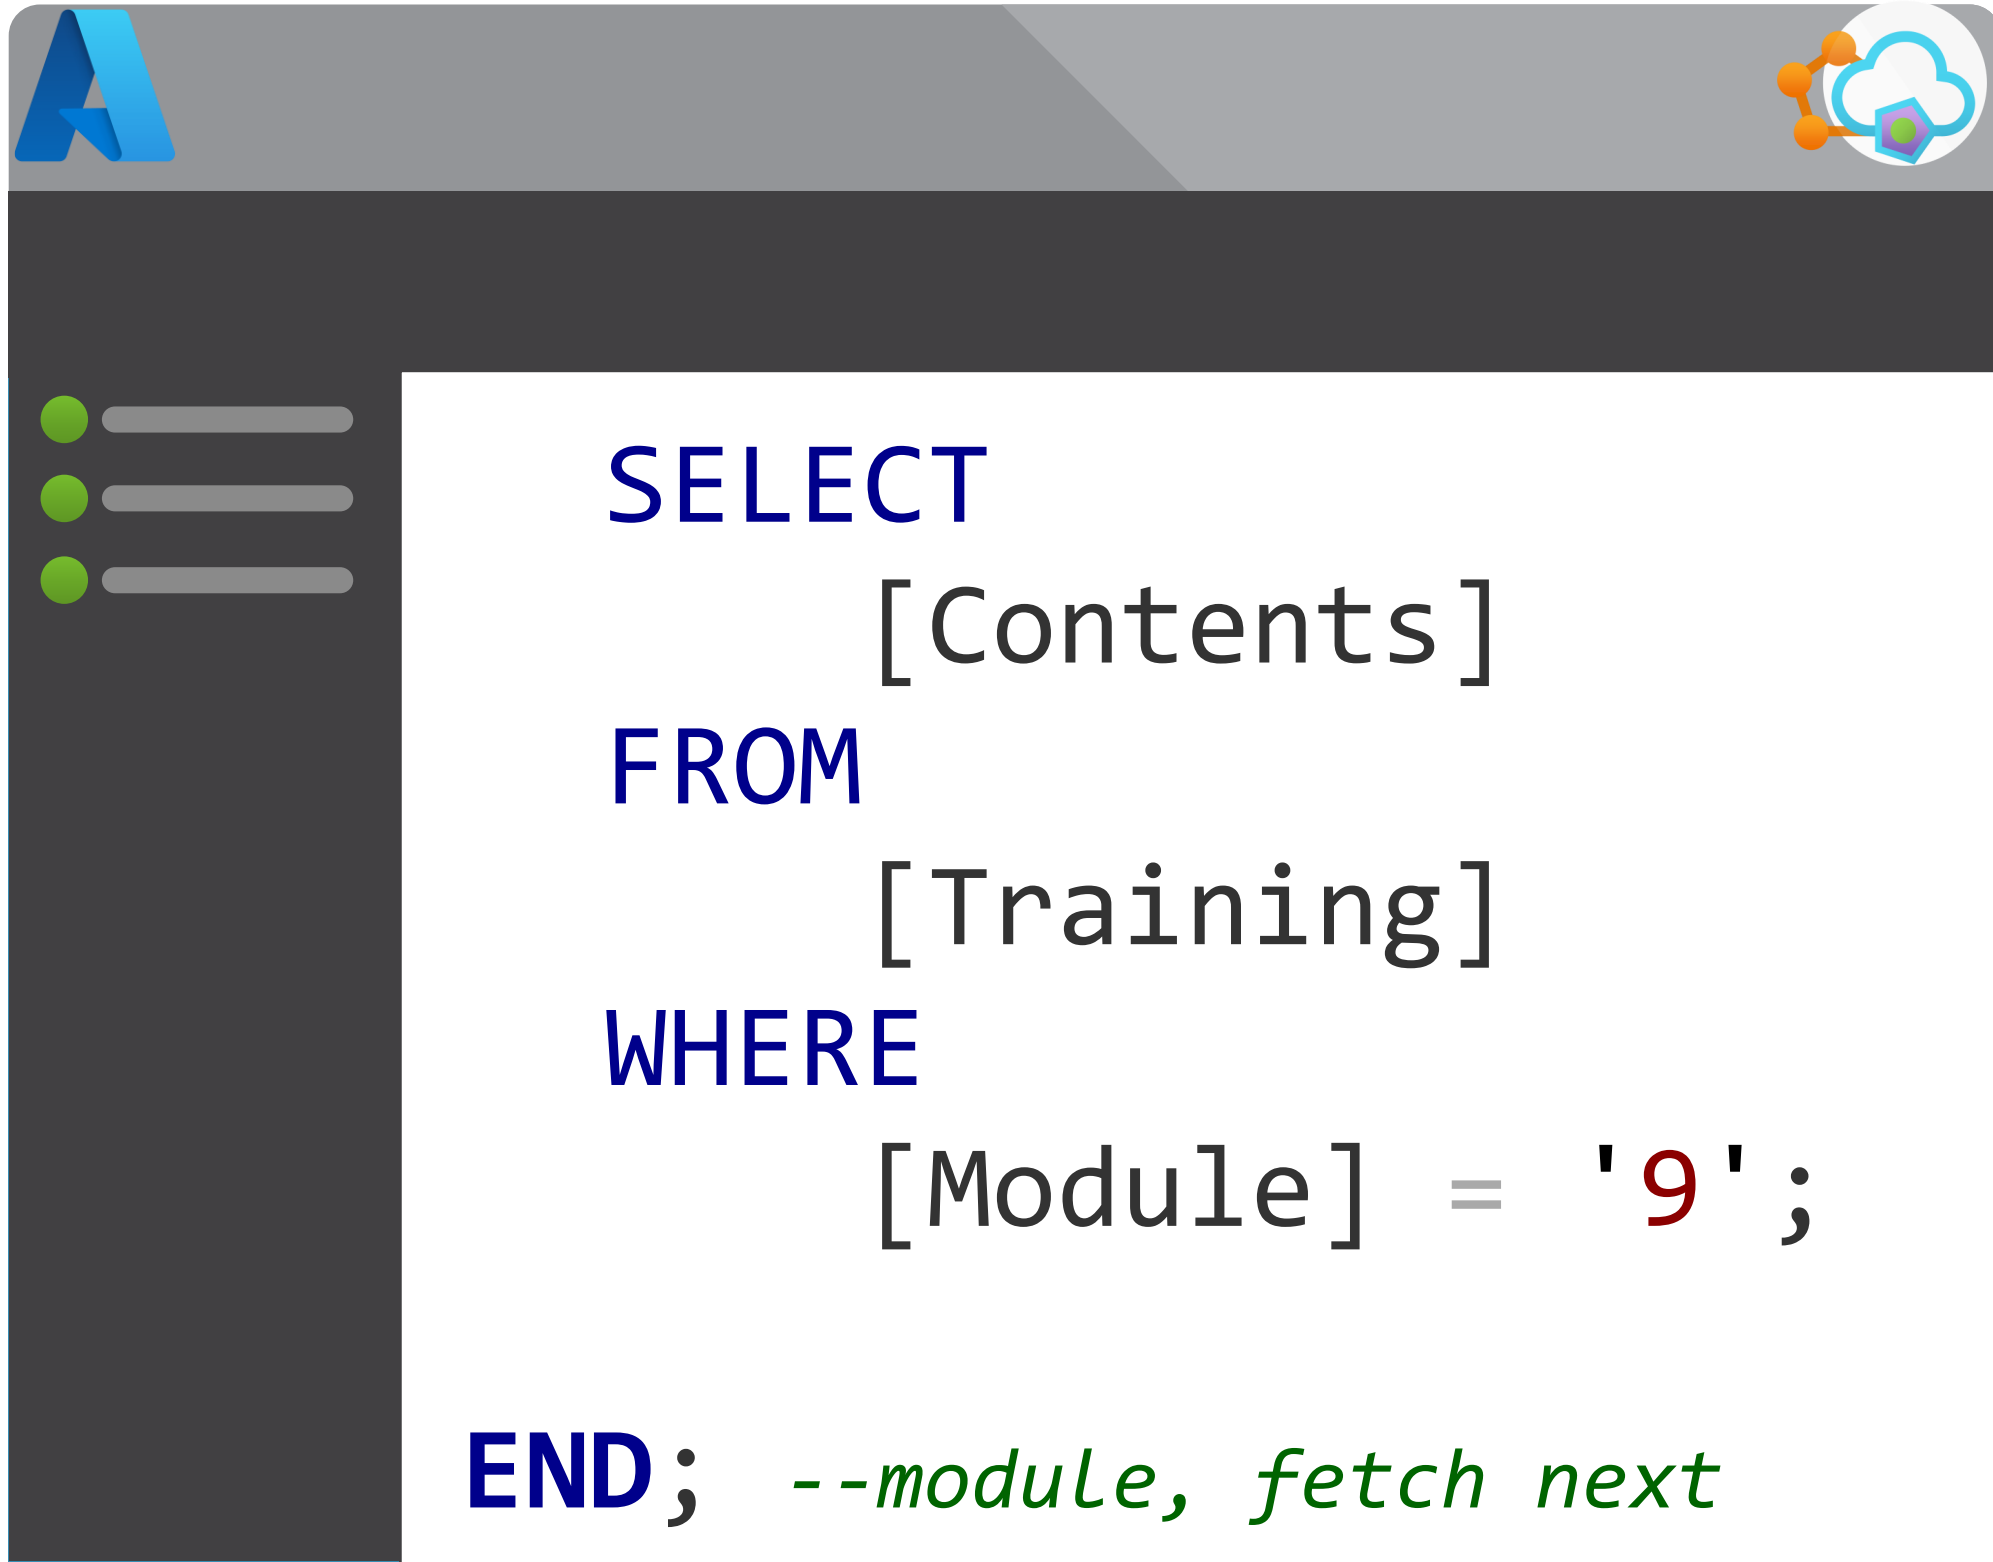 SELECT
[Contents]
FROM
[Training]
WHERE
[Module] = '9';
END; --module, fetch next